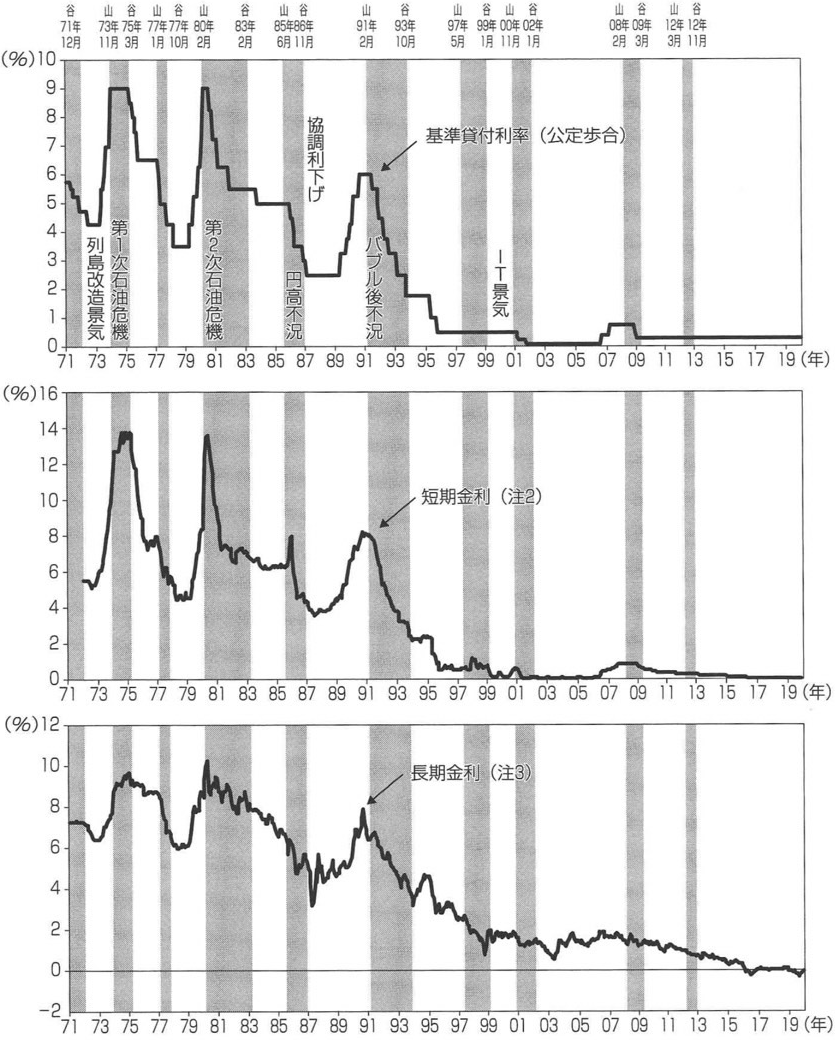 谷 山 谷 山 谷 山 谷 山 谷 山 谷 山 谷 山 谷 山 谷 山 谷
71年 73年 75年 77年 77年 80年 83年 85年 86年 91年 93年 97年 99年 00年 02年 08年 09年 12年 12年
12月 11月 3月 1月 10月 2月 2月 6月 11月 2月 10月 5月 1月 11月 1月 2月 3月 3月 11月
(%)
10
9
8
7
6
5
4
3
2
1
0
基準貸付利率（公定歩合）
列島改造景気
第1次石油危機
第2次石油危機
円高不況
協調利下げ
バブル後不況
IT景気
71 73 75 77 79 81 83 85 87 89 91 93 95 97 99 01 03 05 07 09 11 13 15 17 19 (年)
(%)
16
14
12
10
8
6
4
2
0
短期金利（注2）
71 73 75 77 79 81 83 85 87 89 91 93 95 97 99 01 03 05 07 09 11 13 15 17 19 (年)
(%)
12
10
8
6
4
2
0
−2
長期金利（注3）
71 73 75 77 79 81 83 85 87 89 91 93 95 97 99 01 03 05 07 09 11 13 15 17 19 (年)